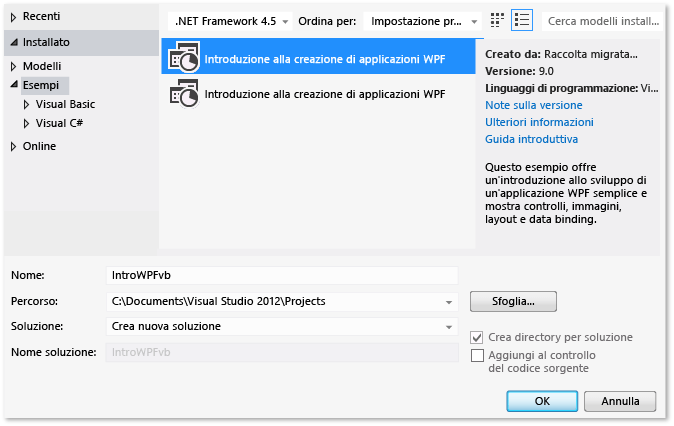 Recenti
Installato
Modelli
Esempi
Visual Basic
Visual C#
Online
.NET Framework 4.5
Ordina per:
Impostazione pr...
Cerca modelli install...
Introduzione alla creazione di applicazioni WPF
Introduzione alla creazione di applicazioni WPF
Creato da: Raccolta migrata...
Versione: 9.0
Linguaggi di programmazione: Vi...
Note sulla versione
Ulteriori informazioni
Guida introduttiva
Questo esempio offre
un'introduzione allo sviluppo di
un'applicazione WPF semplice e
mostra controlli, immagini,
layout e data binding.
Nome:
IntroWPFvb
Percorso:
C:\Documents\Visual Studio 2012\Projects
Sfoglia...
Soluzione:
Crea nuova soluzione
Nome soluzione:
IntroWPFvb
Crea directory per soluzione
Aggiungi al controllo
del codice sorgente
OK
Annulla